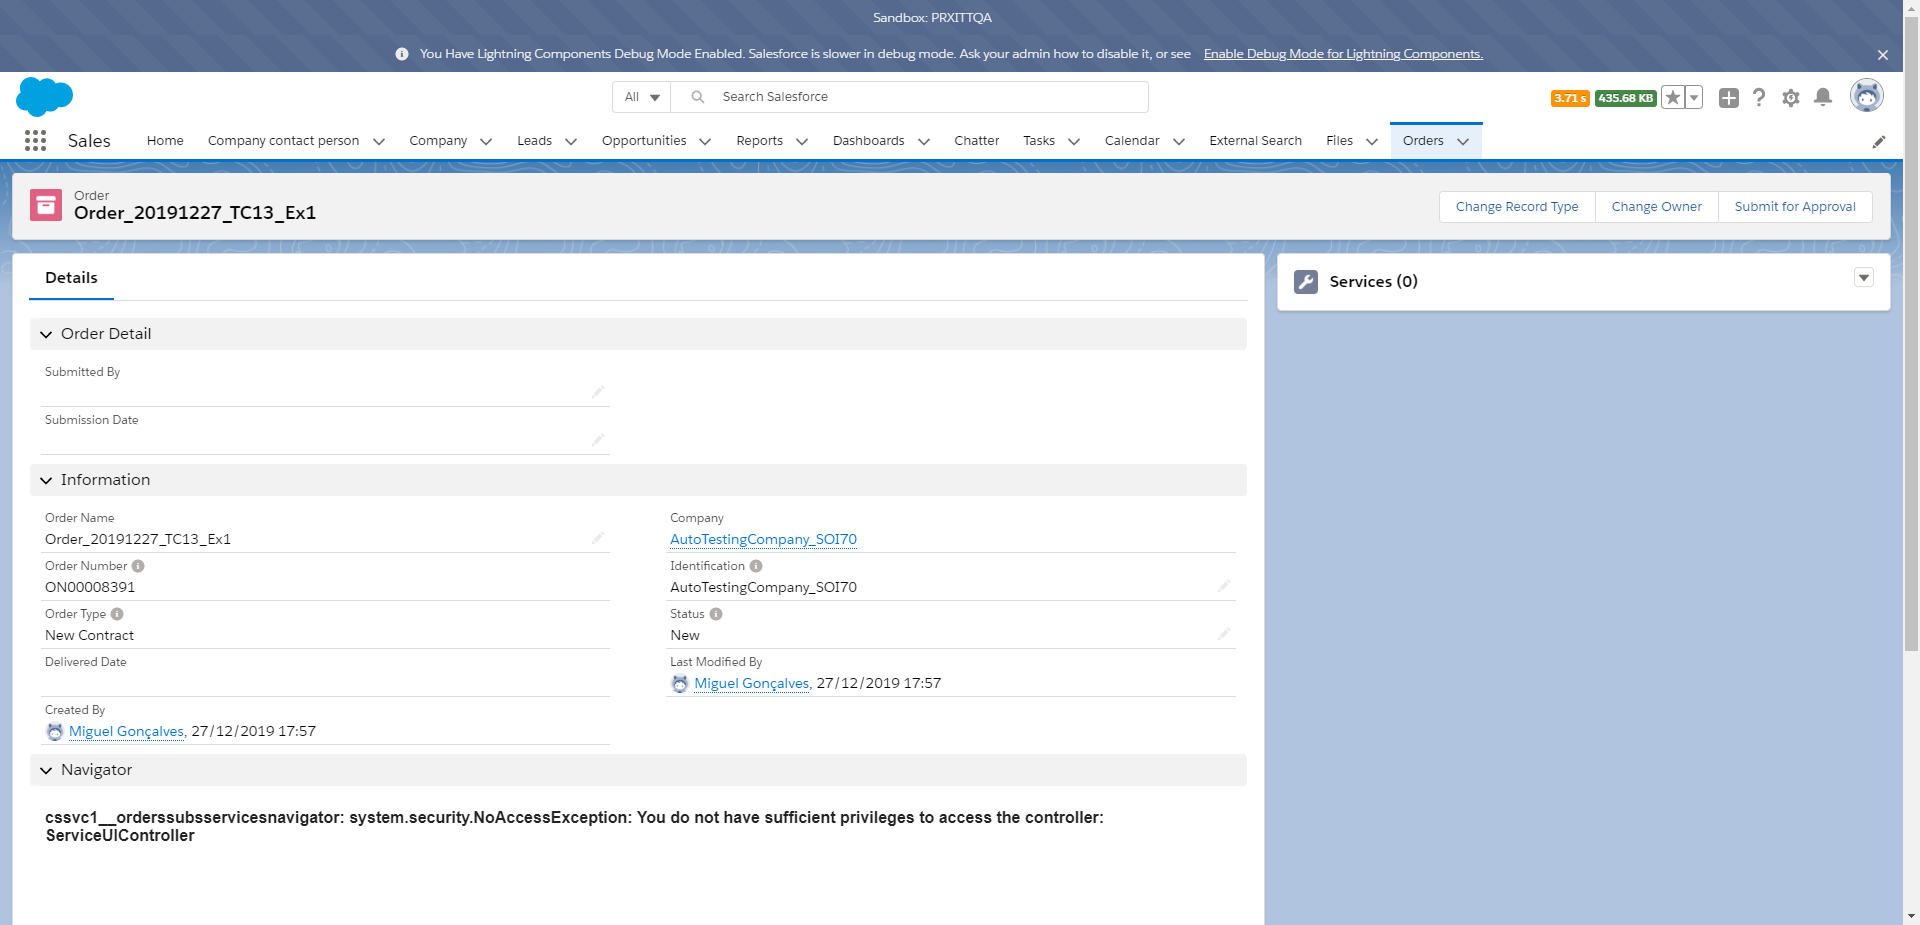 Sandbox: PRXITTQA
You Have Lightning Components Debug Mode Enabled. Salesforce is slower in debug mode. Ask your admin how to disable it, or see Enable Debug Mode for Lightning Components.
All Search Salesforce 3.71 s 435.68 KB
Sales Home Company contact person Company Leads Opportunities Reports Dashboards Chatter Tasks Calendar External Search Files Orders
Order
Order_20191227_TC13_Ex1
Change Record Type Change Owner Submit for Approval
Details
Services (0)
Order Detail
Submitted By
Submission Date
Information
Order Name
Order_20191227_TC13_Ex1
Company
AutoTestingCompany_SOI70
Order Number
ON00008391
Identification
AutoTestingCompany_SOI70
Order Type
New Contract
Status
New
Delivered Date
Last Modified By
Miguel Gonçalves, 27/12/2019 17:57
Created By
Miguel Gonçalves, 27/12/2019 17:57
Navigator
cssvc1__orderssubsservicesnavigator: system.security.NoAccessException: You do not have sufficient privileges to access the controller:
ServiceUIController